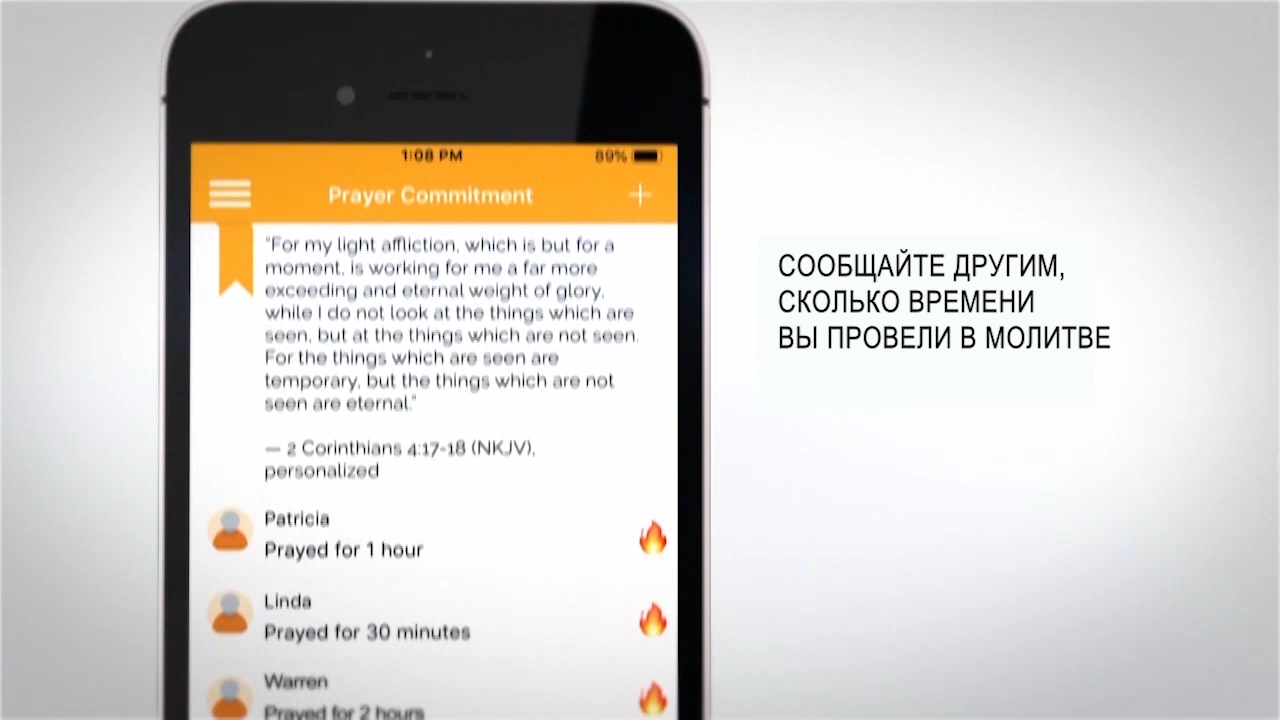 1:08 PM
89%
Prayer Commitment
"For my light affliction, which is but for a
moment, is working for me a far more
exceeding and eternal weight of glory,
while I do not look at the things which are
seen, but at the things which are not seen.
For the things which are seen are
temporary, but the things which are not
seen are eternal."
— 2 Corinthians 4:17-18 (NKJV),
personalized
Patricia
Prayed for 1 hour
Linda
Prayed for 30 minutes
Warren
Prayed for 2 hours
СООБЩАЙТЕ ДРУГИМ,
СКОЛЬКО ВРЕМЕНИ
ВЫ ПРОВЕЛИ В МОЛИТВЕ